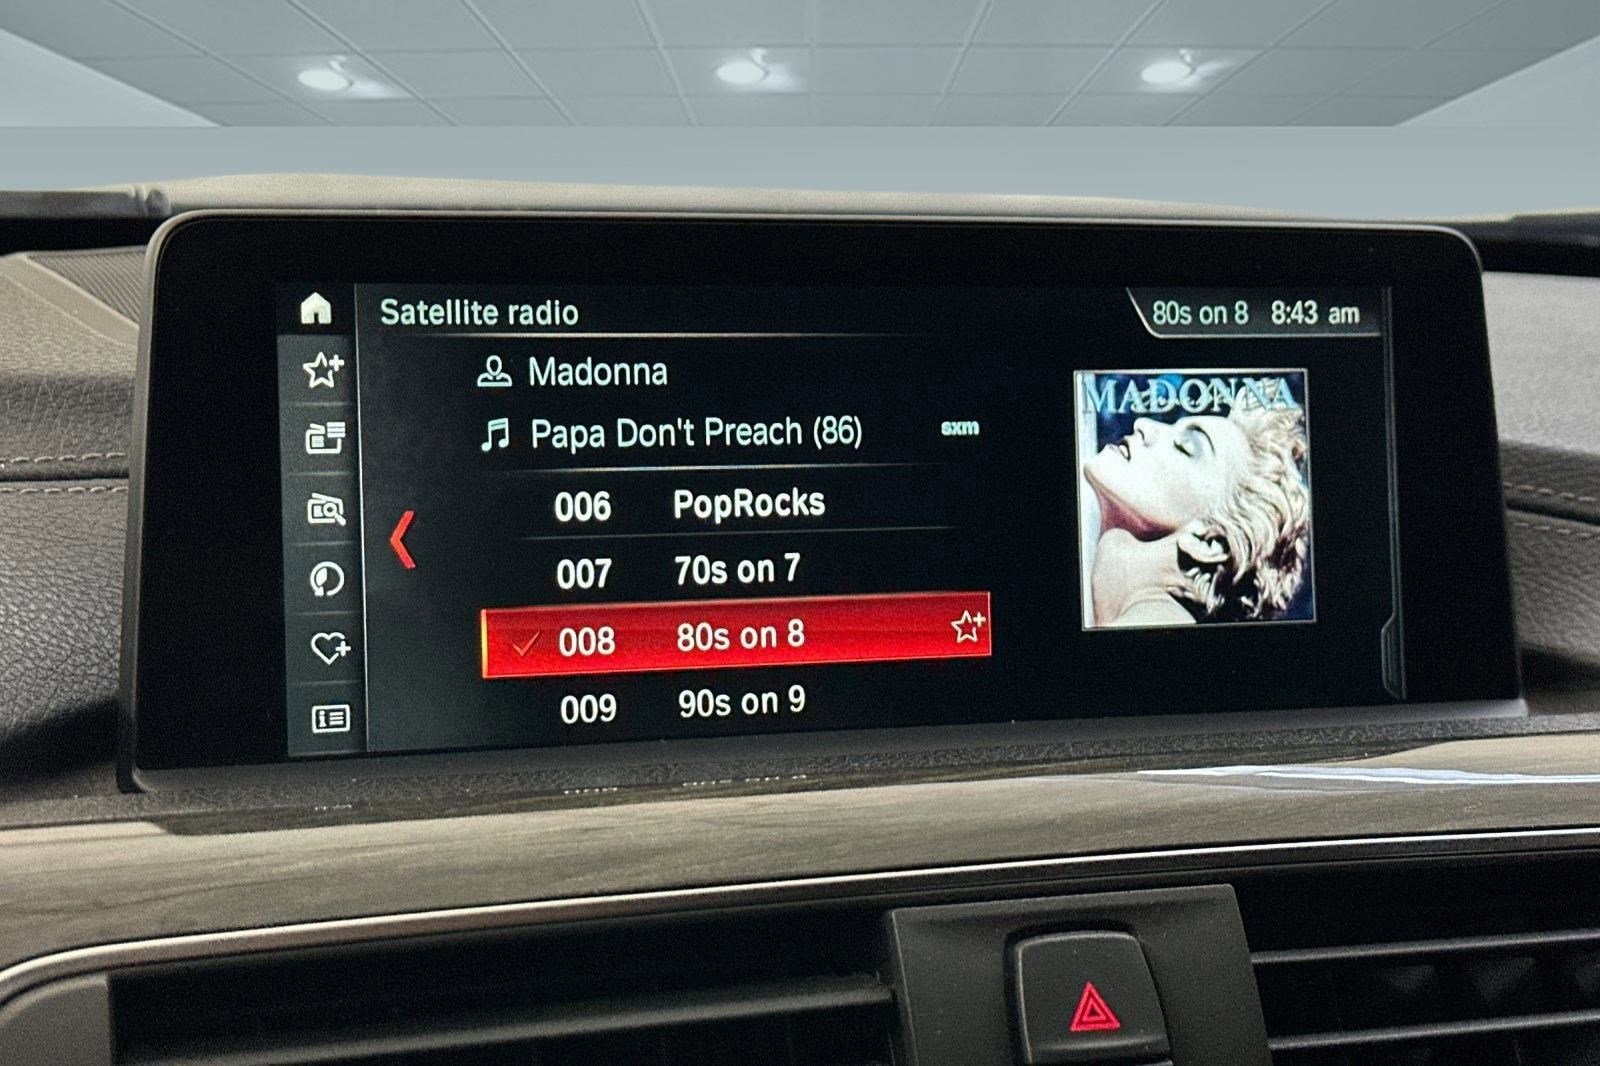 Satellite radio
80s on 8 8:43 am
Madonna
Papa Don't Preach (86)
sxm
006 PopRocks
007 70s on 7
008 80s on 8
009 90s on 9
MADONNA